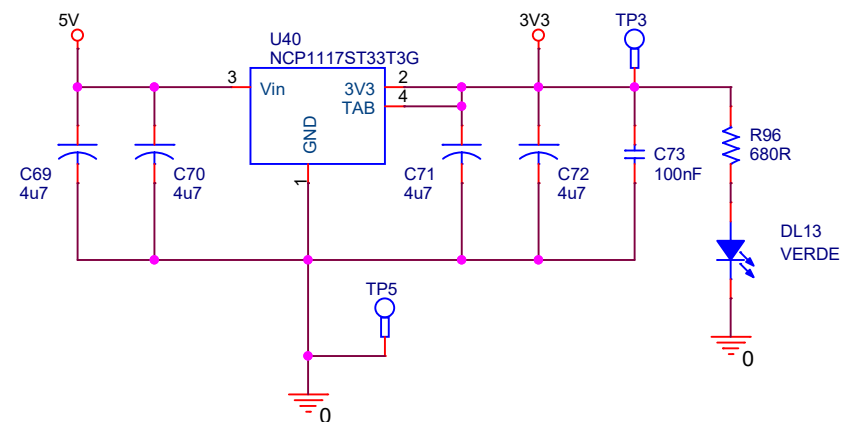 5V
U40
NCP1117ST33T3G
3V3
TP3
3
Vin
3V3
2
TAB
4
GND
1
C69
4u7
C70
4u7
C71
4u7
C72
4u7
C73
100nF
R96
680R
DL13
VERDE
TP5
0
0